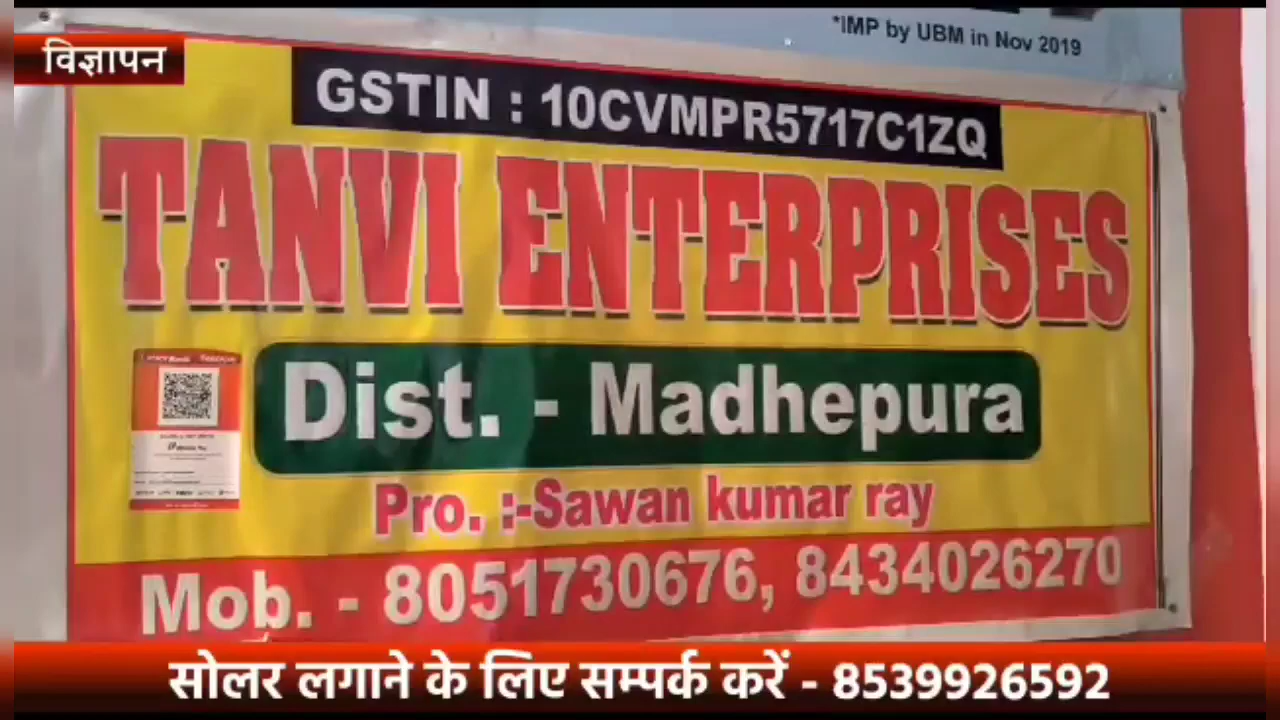 *IMP by UBM in Nov 2019
विज्ञापन
GSTIN : 10CVMPR5717C1ZQ
TANVI ENTERPRISES
Dist. - Madhepura
Pro. :-Sawan kumar ray
Mob. - 8051730676, 8434026270
सोलर लगाने के लिए सम्पर्क करें - 8539926592